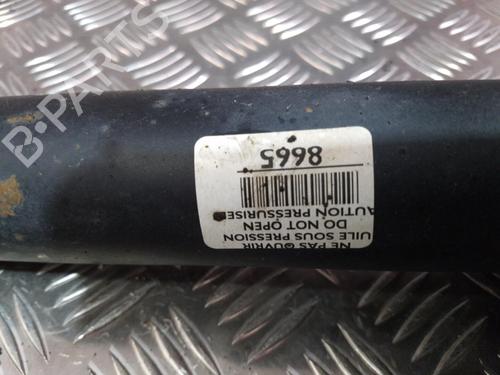 B-PARTS
8665
AUTION PRESSURISE
DO NOT OPEN
UILE SOUS PRESSION
NE PAS OUVRIR